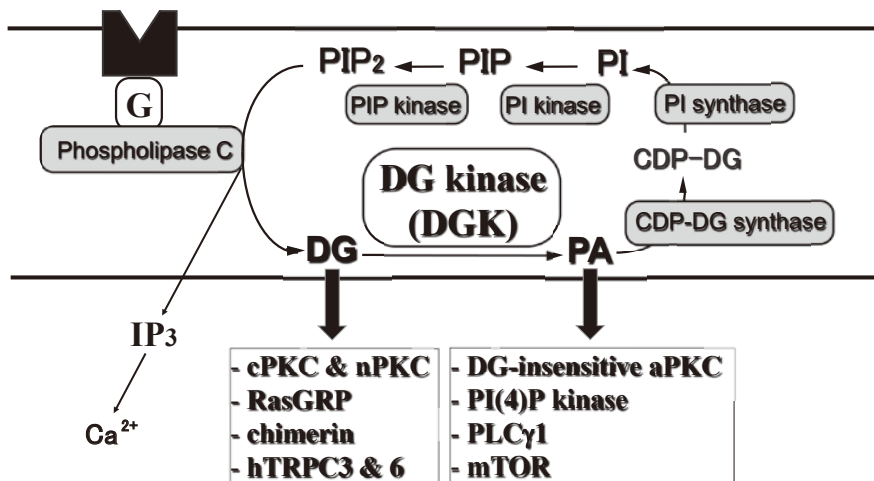 PIP₂ PIP PI
G
PIP kinase PI kinase PI synthase
Phospholipase C
CDP-DG
DG kinase
(DGK)
CDP-DG synthase
DG PA
IP₃
Ca²⁺
- cPKC & nPKC
- RasGRP
- chimerin
- hTRPC3 & 6
- DG-insensitive aPKC
- PI(4)P kinase
- PLCγ1
- mTOR